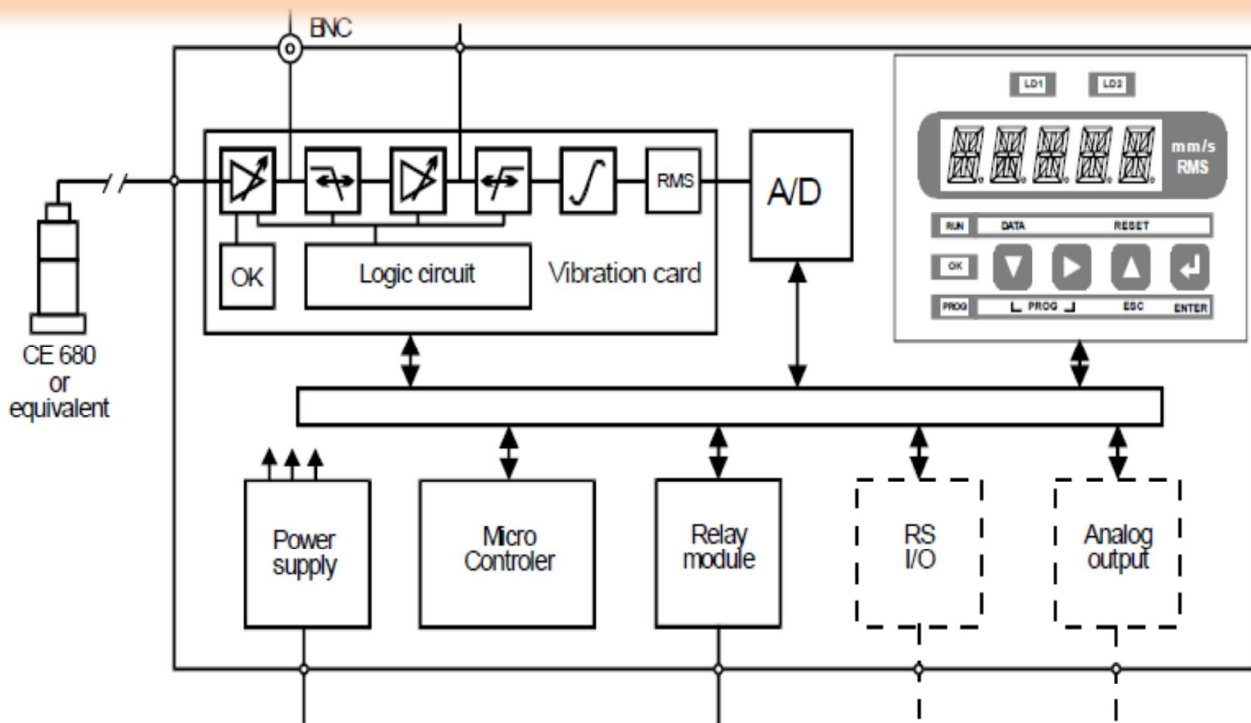 BNC
LD1
LD2
mm/s
RMS
RMS
A/D
RUN
DATA
RESET
OK
Logic circuit
Vibration card
OK
PROG
PROG
ESC
ENTER
CE 680
or
equivalent
Power
supply
Micro
Controler
Relay
module
RS
I/O
Analog
output